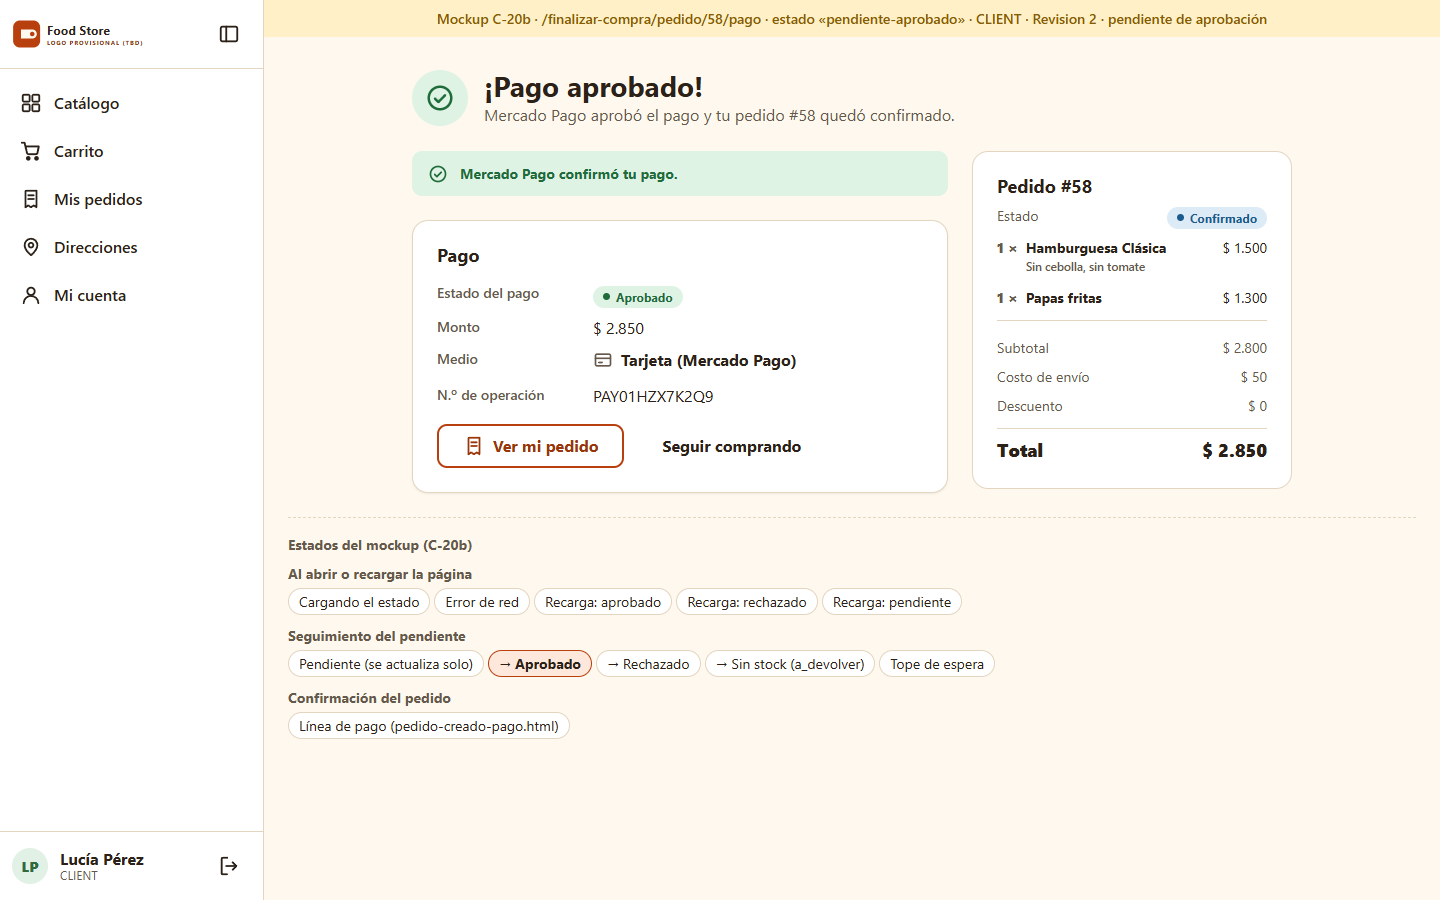 Mockup C-20b · /finalizar-compra/pedido/58/pago · estado «pendiente-aprobado» · CLIENT · Revision 2 · pendiente de aprobación
Food Store
LOGO PROVISIONAL (TBD)
Catálogo
Carrito
Mis pedidos
Direcciones
Mi cuenta
LP
Lucía Pérez
CLIENT
¡Pago aprobado!
Mercado Pago aprobó el pago y tu pedido #58 quedó confirmado.
Mercado Pago confirmó tu pago.
Pago
Estado del pago
Aprobado
Monto
$ 2.850
Medio
Tarjeta (Mercado Pago)
N.º de operación
PAY01HZX7K2Q9
Ver mi pedido
Seguir comprando
Pedido #58
Estado
Confirmado
1 × Hamburguesa Clásica $ 1.500
Sin cebolla, sin tomate
1 × Papas fritas $ 1.300
Subtotal $ 2.800
Costo de envío $ 50
Descuento $ 0
Total $ 2.850
Estados del mockup (C-20b)
Al abrir o recargar la página
Cargando el estado
Error de red
Recarga: aprobado
Recarga: rechazado
Recarga: pendiente
Seguimiento del pendiente
Pendiente (se actualiza solo)
→ Aprobado
→ Rechazado
→ Sin stock (a_devolver)
Tope de espera
Confirmación del pedido
Línea de pago (pedido-creado-pago.html)